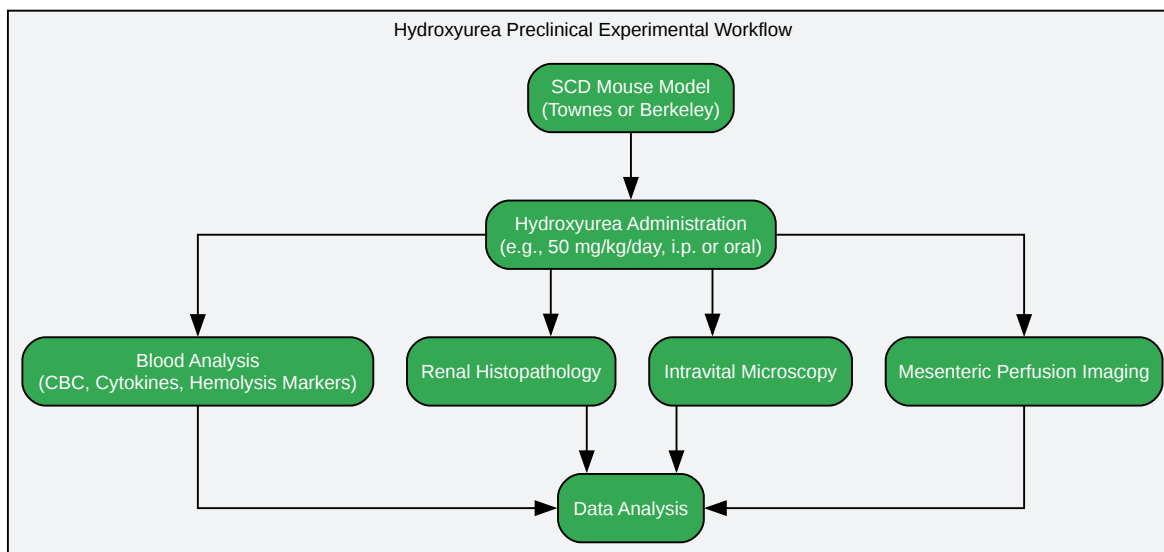 Hydroxyurea Preclinical Experimental Workflow
SCD Mouse Model
(Townes or Berkeley)
Hydroxyurea Administration
(e.g., 50 mg/kg/day, i.p. or oral)
Blood Analysis
(CBC, Cytokines, Hemolysis Markers)
Renal Histopathology
Intravital Microscopy
Mesenteric Perfusion Imaging
Data Analysis